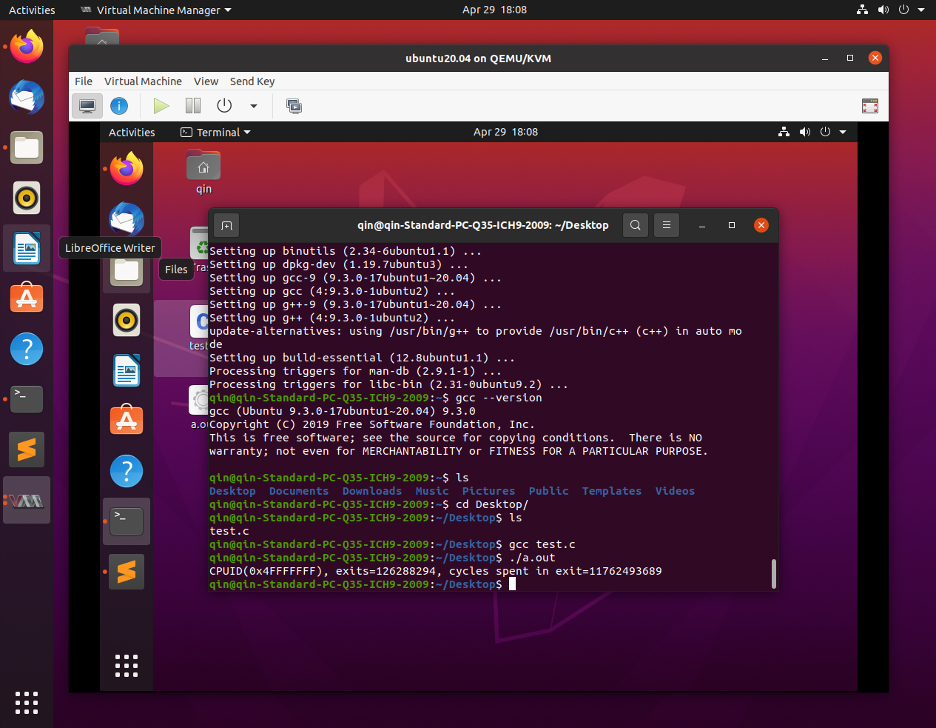 Activities Virtual Machine Manager Apr 29 18:08
ubuntu20.04 on QEMU/KVM
File Virtual Machine View Send Key
Activities Terminal Apr 29 18:08
qin
qin@qin-Standard-PC-Q35-ICH9-2009: ~/Desktop
LibreOffice Writer
Files
test
a.ou
Setting up binutils (2.34-6ubuntu1.1) ...
Setting up dpkg-dev (1.19.7ubuntu3) ...
Setting up gcc-9 (9.3.0-17ubuntu1~20.04) ...
Setting up gcc (4:9.3.0-1ubuntu2) ...
Setting up g++-9 (9.3.0-17ubuntu1~20.04) ...
Setting up g++ (4:9.3.0-1ubuntu2) ...
update-alternatives: using /usr/bin/g++ to provide /usr/bin/c++ (c++) in auto mo
de
Setting up build-essential (12.8ubuntu1.1) ...
Processing triggers for man-db (2.9.1-1) ...
Processing triggers for libc-bin (2.31-0ubuntu9.2) ...
qin@qin-Standard-PC-Q35-ICH9-2009:~$ gcc --version
gcc (Ubuntu 9.3.0-17ubuntu1~20.04) 9.3.0
Copyright (C) 2019 Free Software Foundation, Inc.
This is free software; see the source for copying conditions.  There is NO
warranty; not even for MERCHANTABILITY or FITNESS FOR A PARTICULAR PURPOSE.
qin@qin-Standard-PC-Q35-ICH9-2009:~$ ls
Desktop  Documents  Downloads  Music  Pictures  Public  Templates  Videos
qin@qin-Standard-PC-Q35-ICH9-2009:~$ cd Desktop/
qin@qin-Standard-PC-Q35-ICH9-2009:~/Desktop$ ls
test.c
qin@qin-Standard-PC-Q35-ICH9-2009:~/Desktop$ gcc test.c
qin@qin-Standard-PC-Q35-ICH9-2009:~/Desktop$ ./a.out
CPUID(0x4FFFFFFF), exits=126288294, cycles spent in exit=11762493689
qin@qin-Standard-PC-Q35-ICH9-2009:~/Desktop$